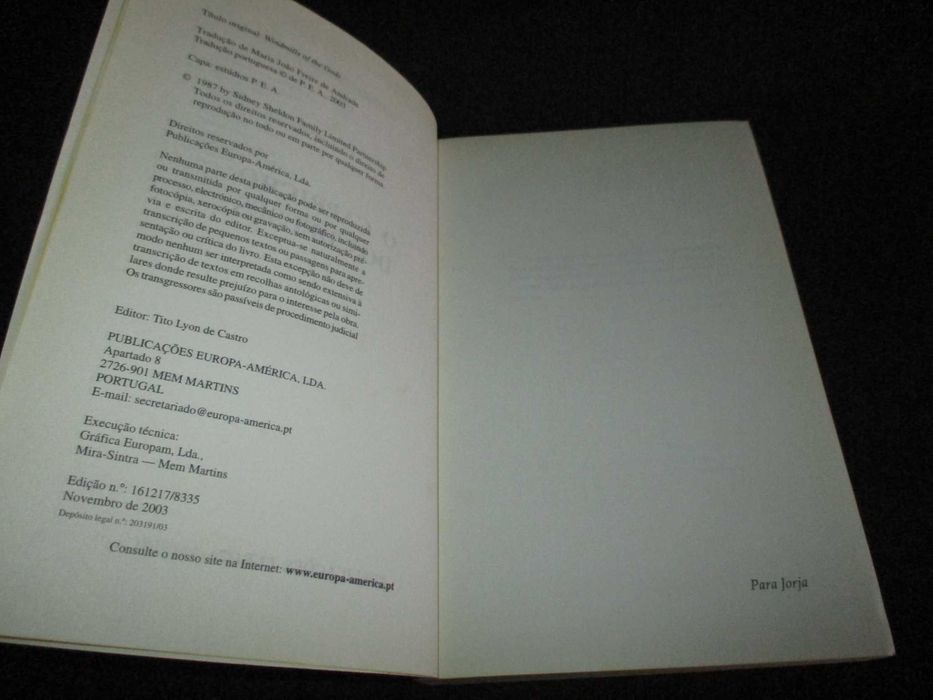 Título original: Windmills of the Gods
Tradução de Maria João Freire de Andrade
Tradução portuguesa © de P. E. A., 2003
Capa: estúdios P. E. A.
© 1987 by Sidney Sheldon Family Limited Partnership
Todos os direitos reservados, incluindo o direito de
reprodução no todo ou em parte por qualquer forma.
Direitos reservados por
Publicações Europa-América, Lda.
Nenhuma parte desta publicação pode ser reproduzida
ou transmitida por qualquer forma ou por qualquer
processo, electrónico, mecânico ou fotográfico, incluindo
fotocópia, xerocópia ou gravação, sem autorização pré-
via e escrita do editor. Exceptua-se naturalmente a
transcrição de pequenos textos ou passagens para apre-
sentação ou crítica do livro. Esta excepção não deve de
modo nenhum ser interpretada como sendo extensiva à
transcrição de textos em recolhas antológicas ou simi-
lares donde resulte prejuízo para o interesse pela obra.
Os transgressores são passíveis de procedimento judicial
Editor: Tito Lyon de Castro
PUBLICAÇÕES EUROPA-AMÉRICA, LDA.
Apartado 8
2726-901 MEM MARTINS
PORTUGAL
E-mail: secretariado@europa-america.pt
Execução técnica:
Gráfica Europam, Lda.,
Mira-Sintra — Mem Martins
Edição n.º: 161217/8335
Novembro de 2003
Depósito legal n.º: 203191/03
Consulte o nosso site na Internet: www.europa-america.pt
Para Jorja